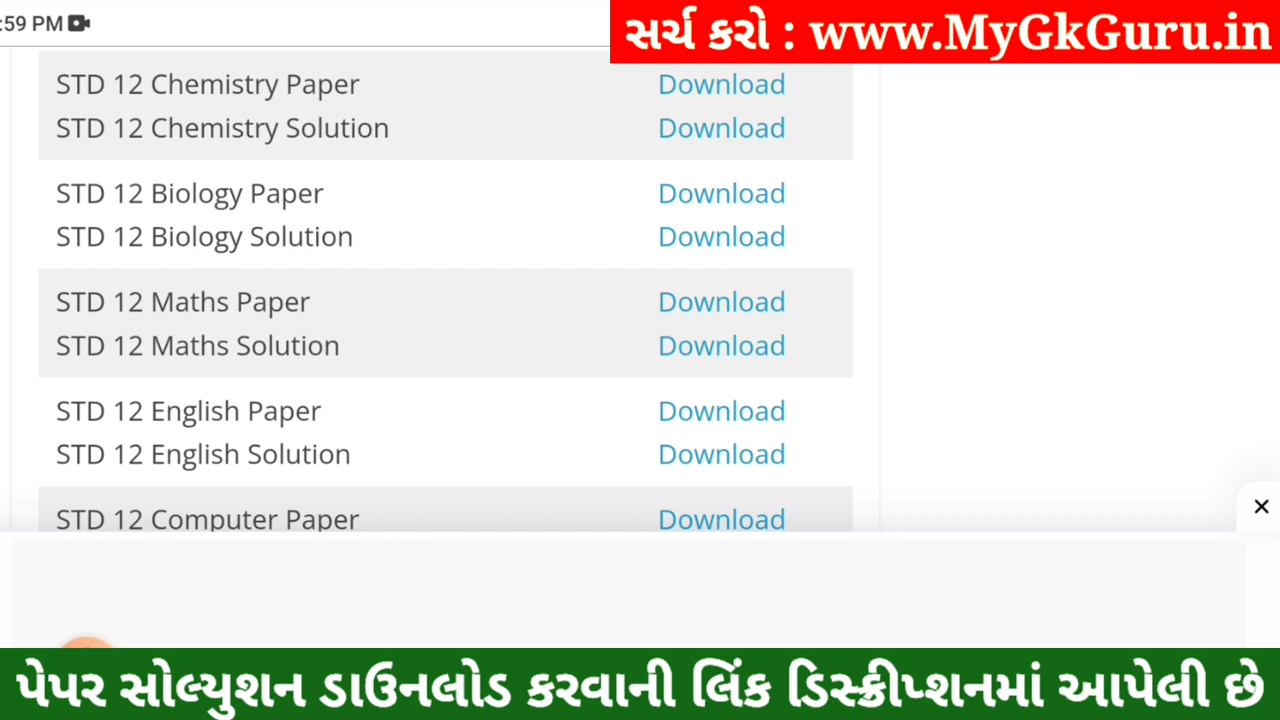 :59 PM
સર્ચ કરો : www.MyGkGuru.in
STD 12 Chemistry Paper Download
STD 12 Chemistry Solution Download
STD 12 Biology Paper Download
STD 12 Biology Solution Download
STD 12 Maths Paper Download
STD 12 Maths Solution Download
STD 12 English Paper Download
STD 12 English Solution Download
STD 12 Computer Paper Download
પેપર સોલ્યુશન ડાઉનલોડ કરવાની લિંક ડિસ્ક્રીપ્શનમાં આપેલી છે